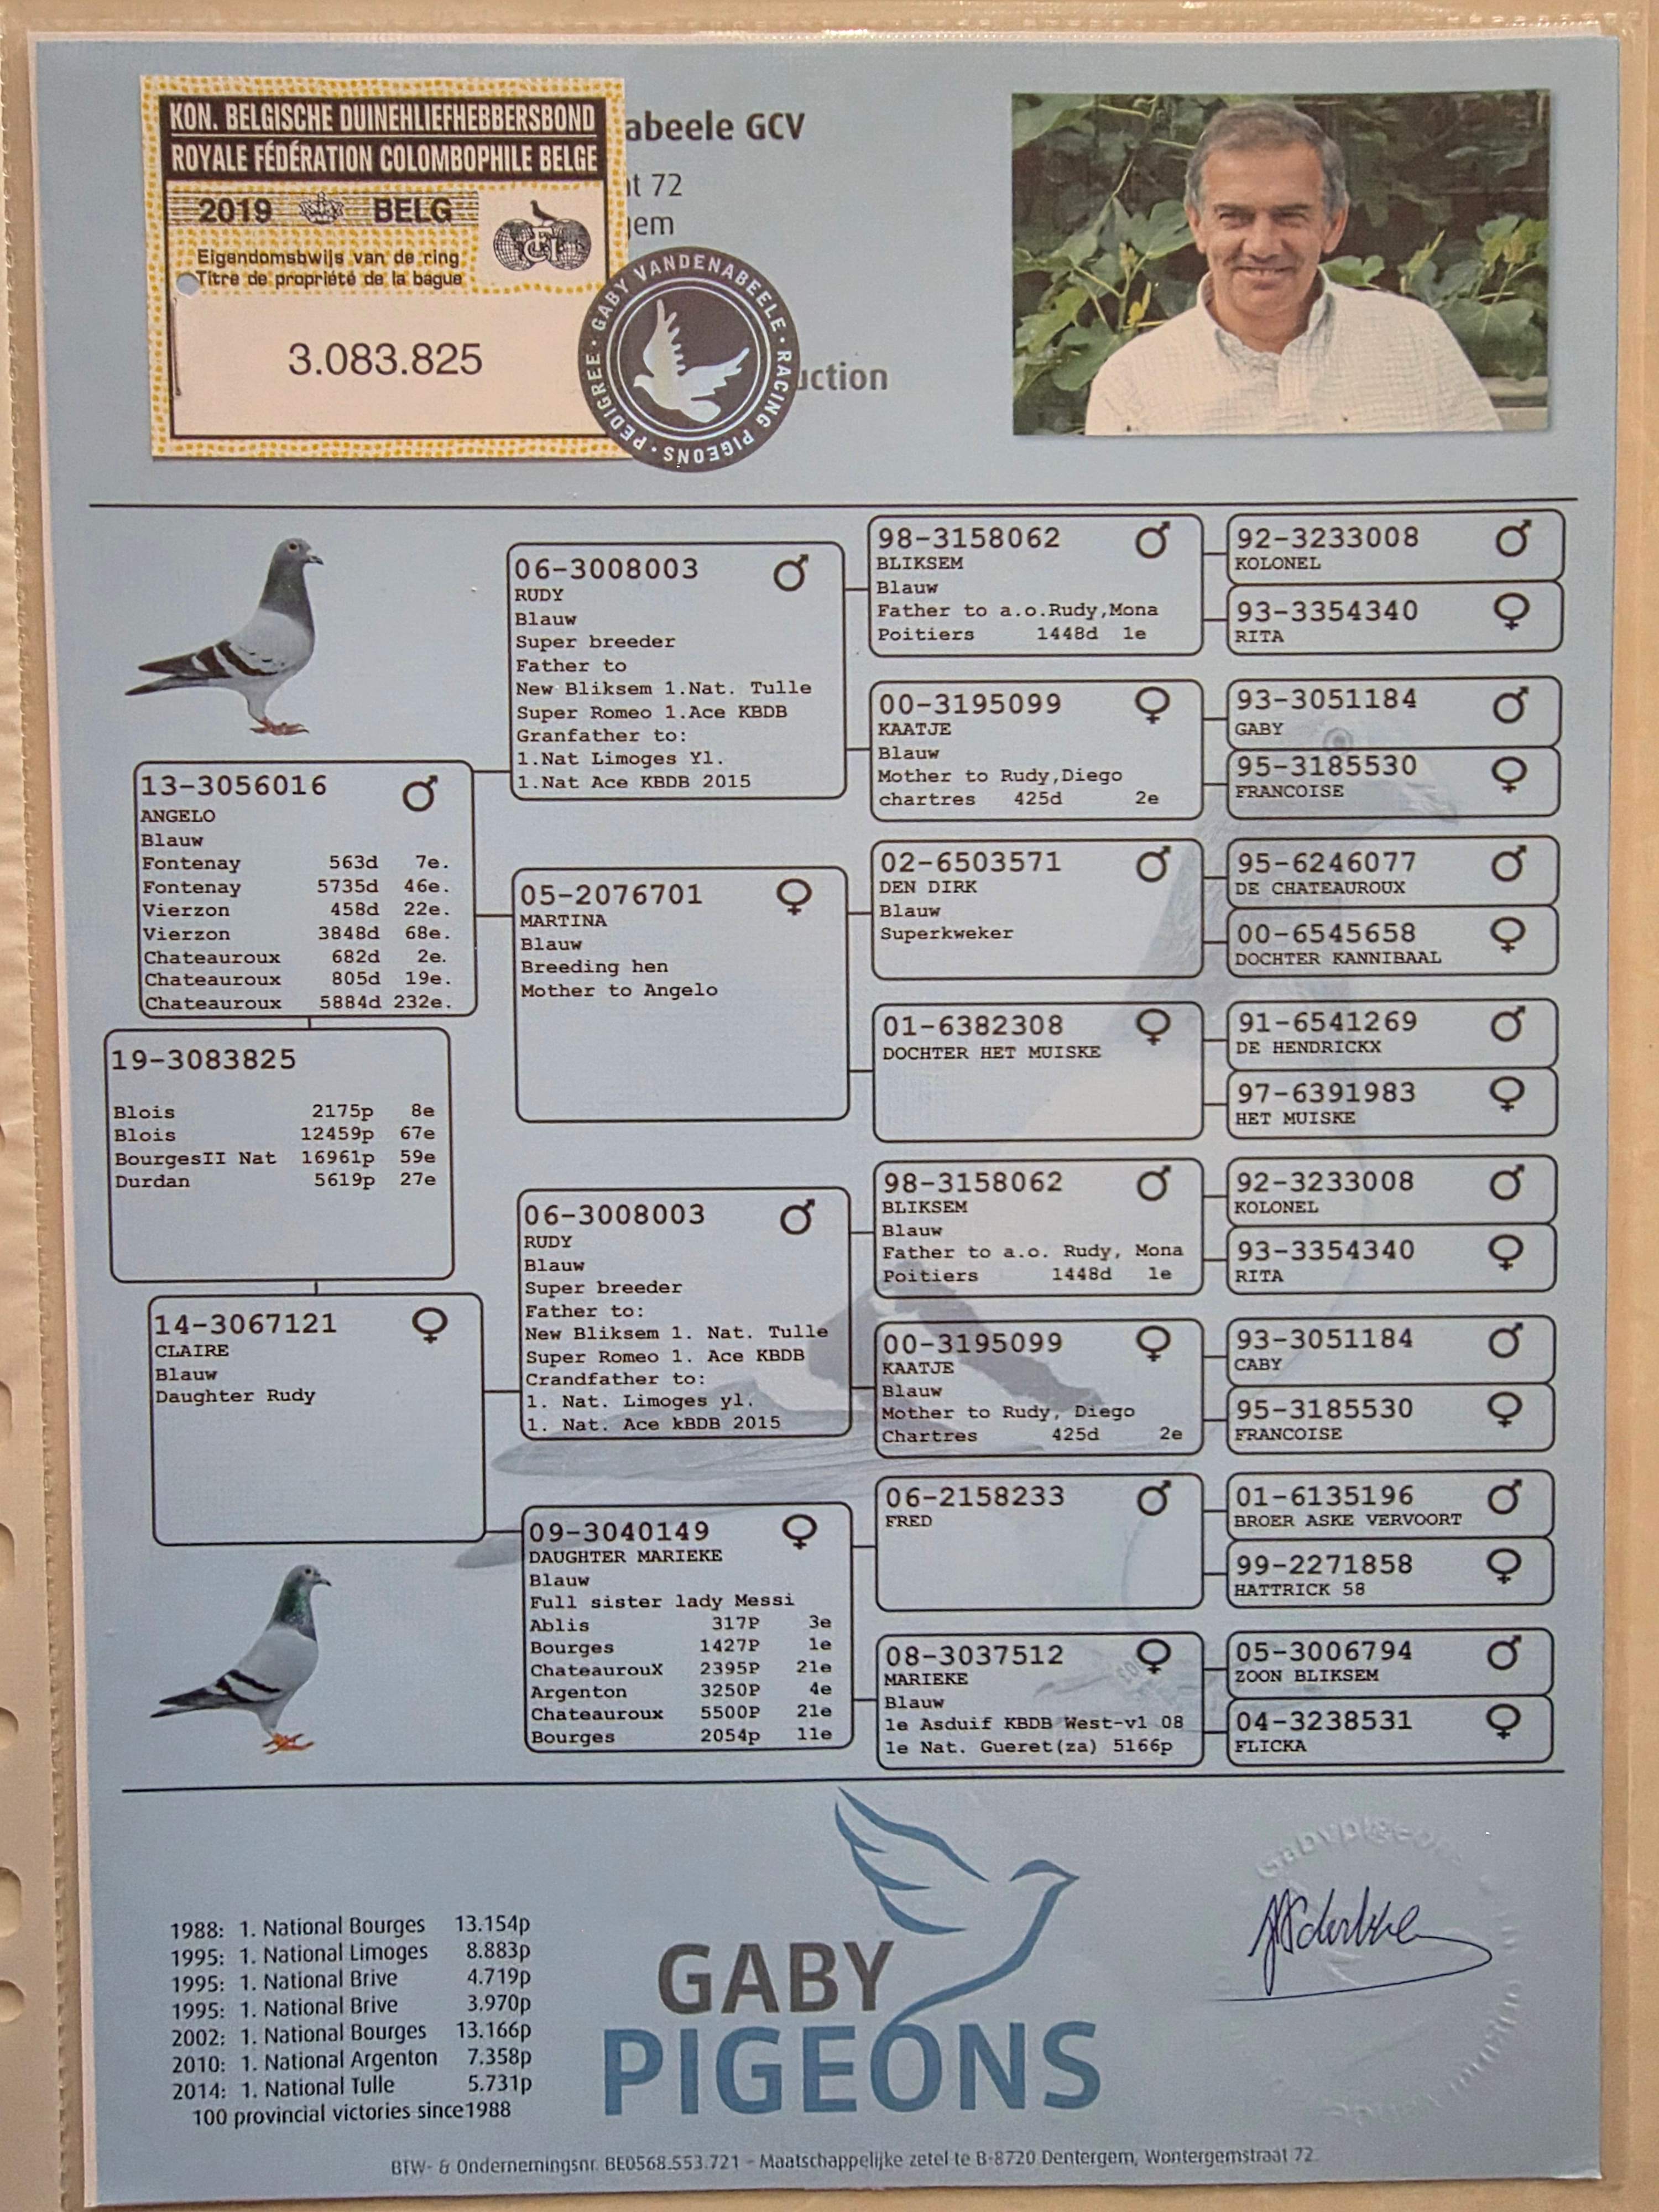 KON. BELGISCHE DUINEHLIEFHEBBERSBOND
ROYALE FÉDÉRATION COLOMBOPHILE BELGE
2019 BELG
Eigendomsbwijs van de ring
Titre de propriété de la bague
3.083.825
abeele GCV
t 72
em
uction
PEDIGREE · GABY VANDENABEELE · RACING PIGEONS ·
13-3056016 ♂
ANGELO
Blauw
Fontenay 563d 7e.
Fontenay 5735d 46e.
Vierzon 458d 22e.
Vierzon 3848d 68e.
Chateauroux 682d 2e.
Chateauroux 805d 19e.
Chateauroux 5884d 232e.
19-3083825
Blois 2175p 8e
Blois 12459p 67e
BourgesII Nat 16961p 59e
Durdan 5619p 27e
14-3067121 ♀
CLAIRE
Blauw
Daughter Rudy
06-3008003 ♂
RUDY
Blauw
Super breeder
Father to
New Bliksem 1.Nat. Tulle
Super Romeo 1.Ace KBDB
Granfather to:
1.Nat Limoges Yl.
1.Nat Ace KBDB 2015
05-2076701 ♀
MARTINA
Blauw
Breeding hen
Mother to Angelo
06-3008003 ♂
RUDY
Blauw
Super breeder
Father to:
New Bliksem 1. Nat. Tulle
Super Romeo 1. Ace KBDB
Crandfather to:
1. Nat. Limoges yl.
1. Nat. Ace kBDB 2015
09-3040149 ♀
DAUGHTER MARIEKE
Blauw
Full sister lady Messi
Ablis 317P 3e
Bourges 1427P 1e
ChateaurouX 2395P 21e
Argenton 3250P 4e
Chateauroux 5500P 21e
Bourges 2054p 11e
98-3158062 ♂
BLIKSEM
Blauw
Father to a.o.Rudy,Mona
Poitiers 1448d 1e
00-3195099 ♀
KAATJE
Blauw
Mother to Rudy,Diego
chartres 425d 2e
02-6503571 ♂
DEN DIRK
Blauw
Superkweker
01-6382308 ♀
DOCHTER HET MUISKE
98-3158062 ♂
BLIKSEM
Blauw
Father to a.o. Rudy, Mona
Poitiers 1448d 1e
00-3195099 ♀
KAATJE
Blauw
Mother to Rudy, Diego
Chartres 425d 2e
06-2158233 ♂
FRED
08-3037512 ♀
MARIEKE
Blauw
1e Asduif KBDB West-vl 08
1e Nat. Gueret(za) 5166p
92-3233008 ♂
KOLONEL
93-3354340 ♀
RITA
93-3051184 ♂
GABY
95-3185530 ♀
FRANCOISE
95-6246077 ♂
DE CHATEAUROUX
00-6545658 ♀
DOCHTER KANNIBAAL
91-6541269 ♂
DE HENDRICKX
97-6391983 ♀
HET MUISKE
92-3233008 ♂
KOLONEL
93-3354340 ♀
RITA
93-3051184 ♂
CABY
95-3185530 ♀
FRANCOISE
01-6135196 ♂
BROER ASKE VERVOORT
99-2271858 ♀
HATTRICK 58
05-3006794 ♂
ZOON BLIKSEM
04-3238531 ♀
FLICKA
1988: 1. National Bourges 13.154p
1995: 1. National Limoges 8.883p
1995: 1. National Brive 4.719p
1995: 1. National Brive 3.970p
2002: 1. National Bourges 13.166p
2010: 1. National Argenton 7.358p
2014: 1. National Tulle 5.731p
100 provincial victories since1988
GABY
PIGEONS
Gabypigeons
BTW- & Ondernemingsnr. BE0568.553.721 - Maatschappelijke zetel te B-8720 Dentergem, Wontergemstraat 72.